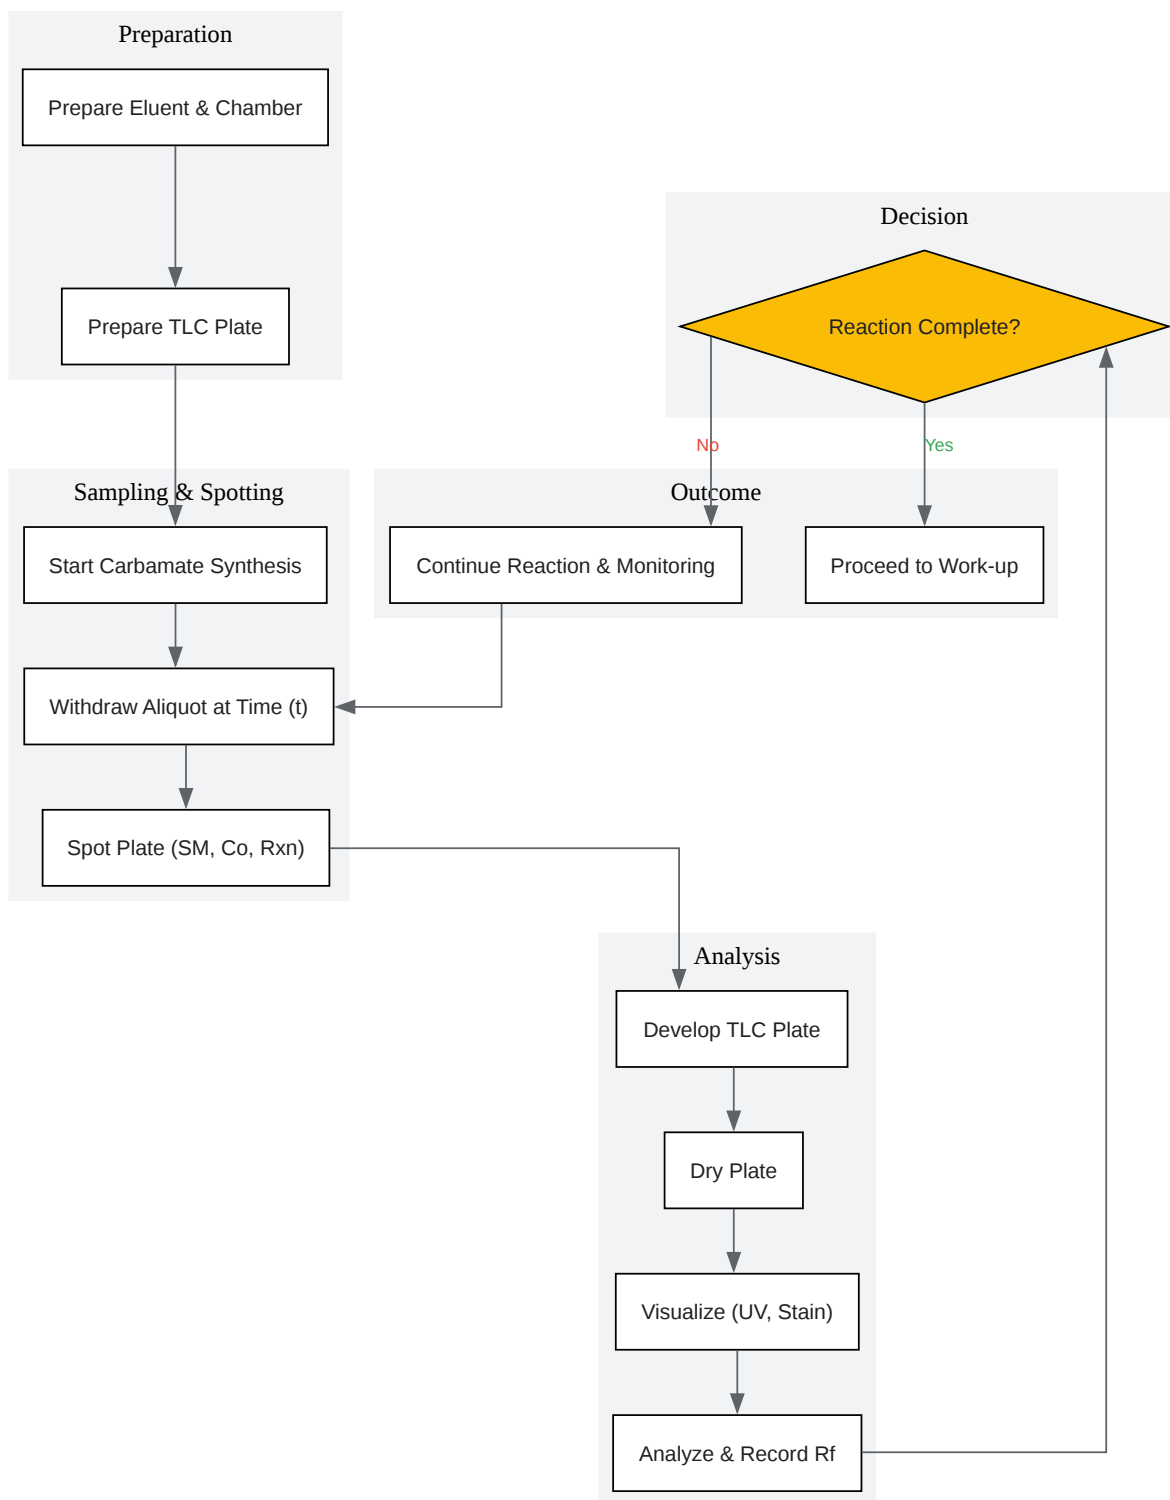 Preparation
Prepare Eluent & Chamber
Prepare TLC Plate
Decision
Reaction Complete?
No
Yes
Sampling & Spotting
Start Carbamate Synthesis
Withdraw Aliquot at Time (t)
Spot Plate (SM, Co, Rxn)
Outcome
Continue Reaction & Monitoring
Proceed to Work-up
Analysis
Develop TLC Plate
Dry Plate
Visualize (UV, Stain)
Analyze & Record Rf